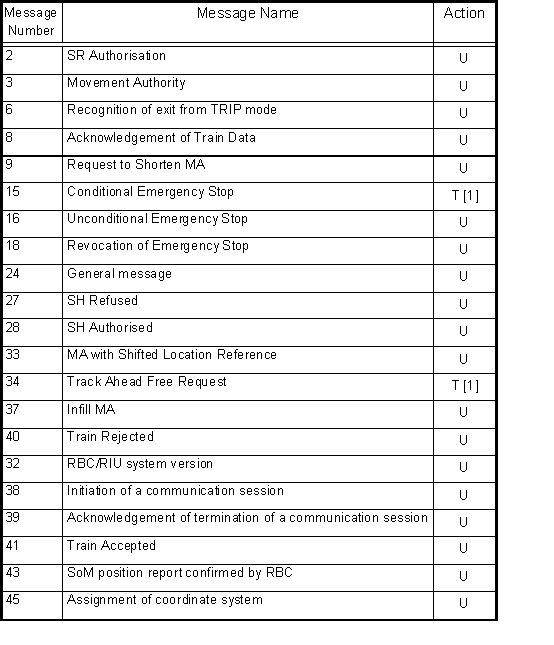 Message Number Message Name Action
2 SR Authorisation U
3 Movement Authority U
6 Recognition of exit from TRIP mode U
8 Acknowledgement of Train Data U
9 Request to Shorten MA U
15 Conditional Emergency Stop T [1]
16 Unconditional Emergency Stop U
18 Revocation of Emergency Stop U
24 General message U
27 SH Refused U
28 SH Authorised U
33 MA with Shifted Location Reference U
34 Track Ahead Free Request T [1]
37 Infill MA U
40 Train Rejected U
32 RBC/RIU system version U
38 Initiation of a communication session U
39 Acknowledgement of termination of a communication session U
41 Train Accepted U
43 SoM position report confirmed by RBC U
45 Assignment of coordinate system U